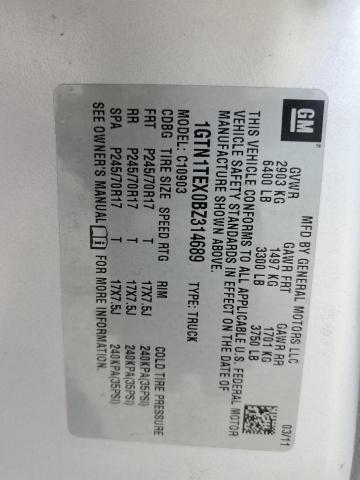 GM
MFD BY GENERAL MOTORS LLC
03/11
GVWR GAWR FRT GAWR RR
2903 KG 1497 KG 1701 KG
6400 LB 3300 LB 3750 LB
THIS VEHICLE CONFORMS TO ALL APPLICABLE U.S. FEDERAL MOTOR
VEHICLE SAFETY STANDARDS IN EFFECT ON THE DATE OF
MANUFACTURE SHOWN ABOVE.
1GTN1TEX0BZ314689 TYPE: TRUCK
MODEL: C10903
CDBG TIRE SIZE SPEED RTG RIM COLD TIRE PRESSURE
FRT P245/70R17 T 17X7.5J 240KPA(35PSI)
RR P245/70R17 T 17X7.5J 240KPA(35PSI)
SPA P245/70R17 T 17X7.5J 240KPA(35PSI)
SEE OWNER'S MANUAL FOR MORE INFORMATION.